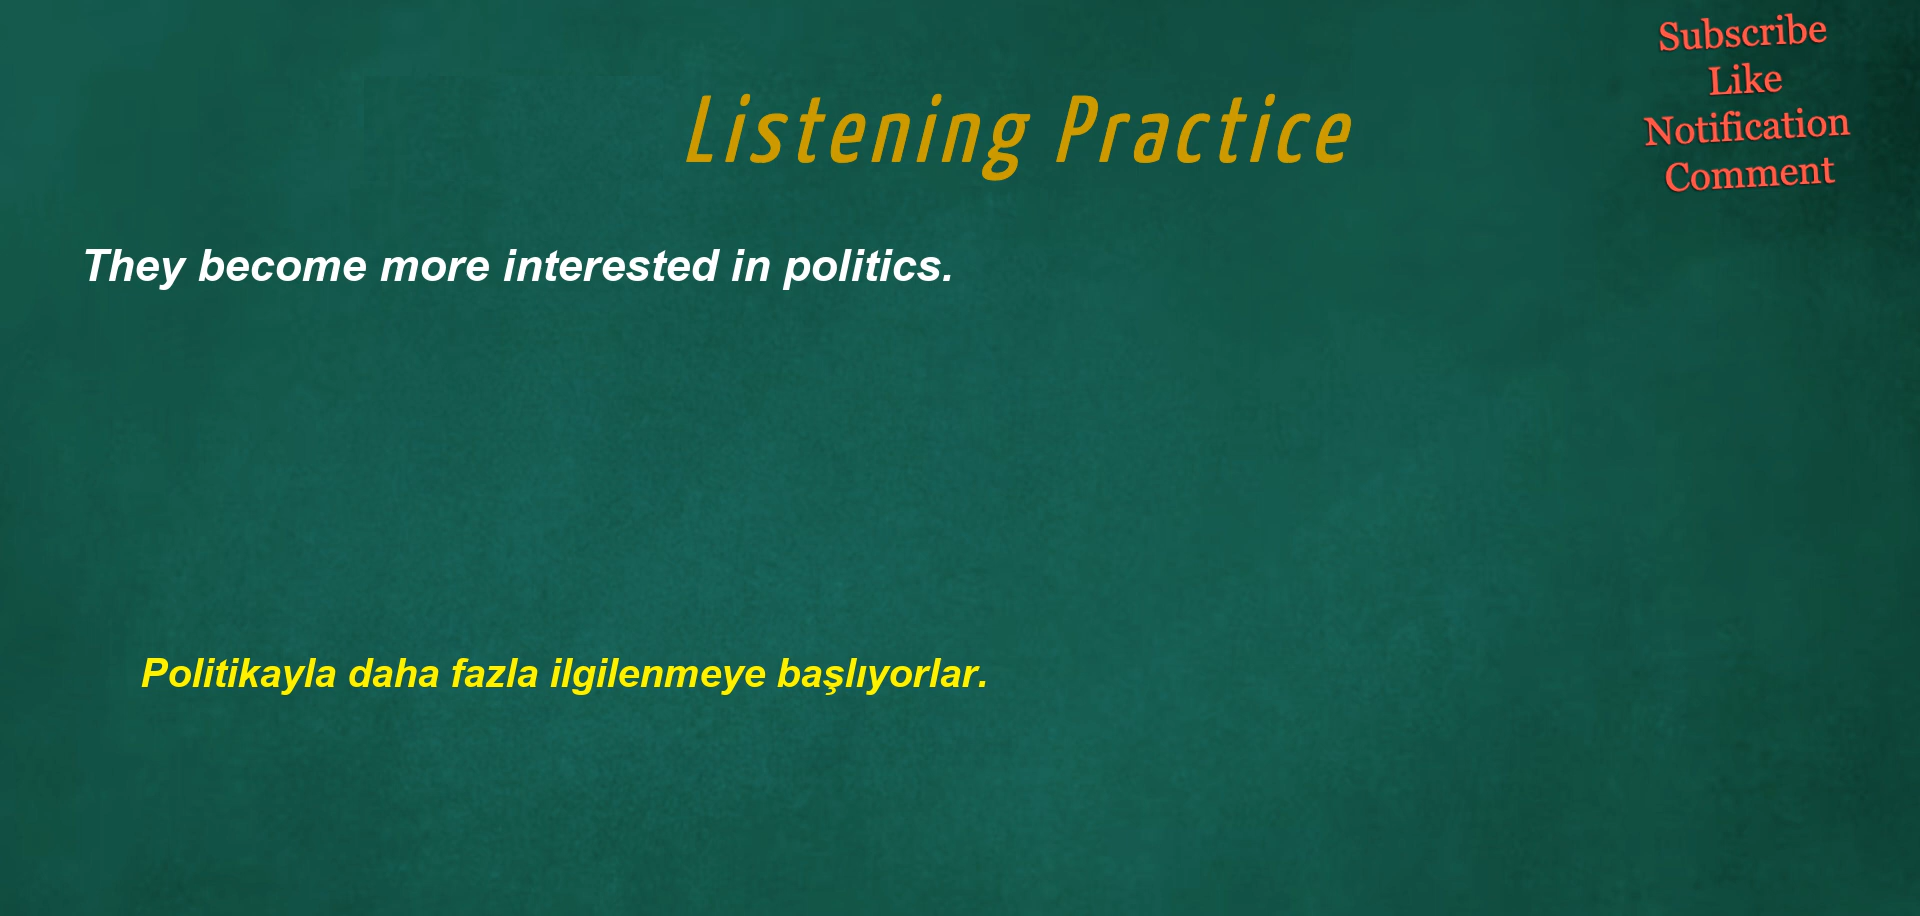 Subscribe
Like
Notification
Comment
Listening Practice
They become more interested in politics.
Politikayla daha fazla ilgilenmeye başlıyorlar.